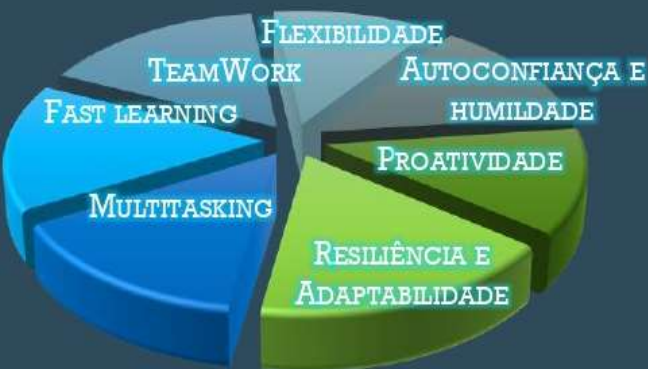 FLEXIBILIDADE
TEAMWORK
AUTOCONFIANÇA E
HUMILDADE
FAST LEARNING
PROATIVIDADE
MULTITASKING
RESILIÊNCIA E
ADAPTABILIDADE